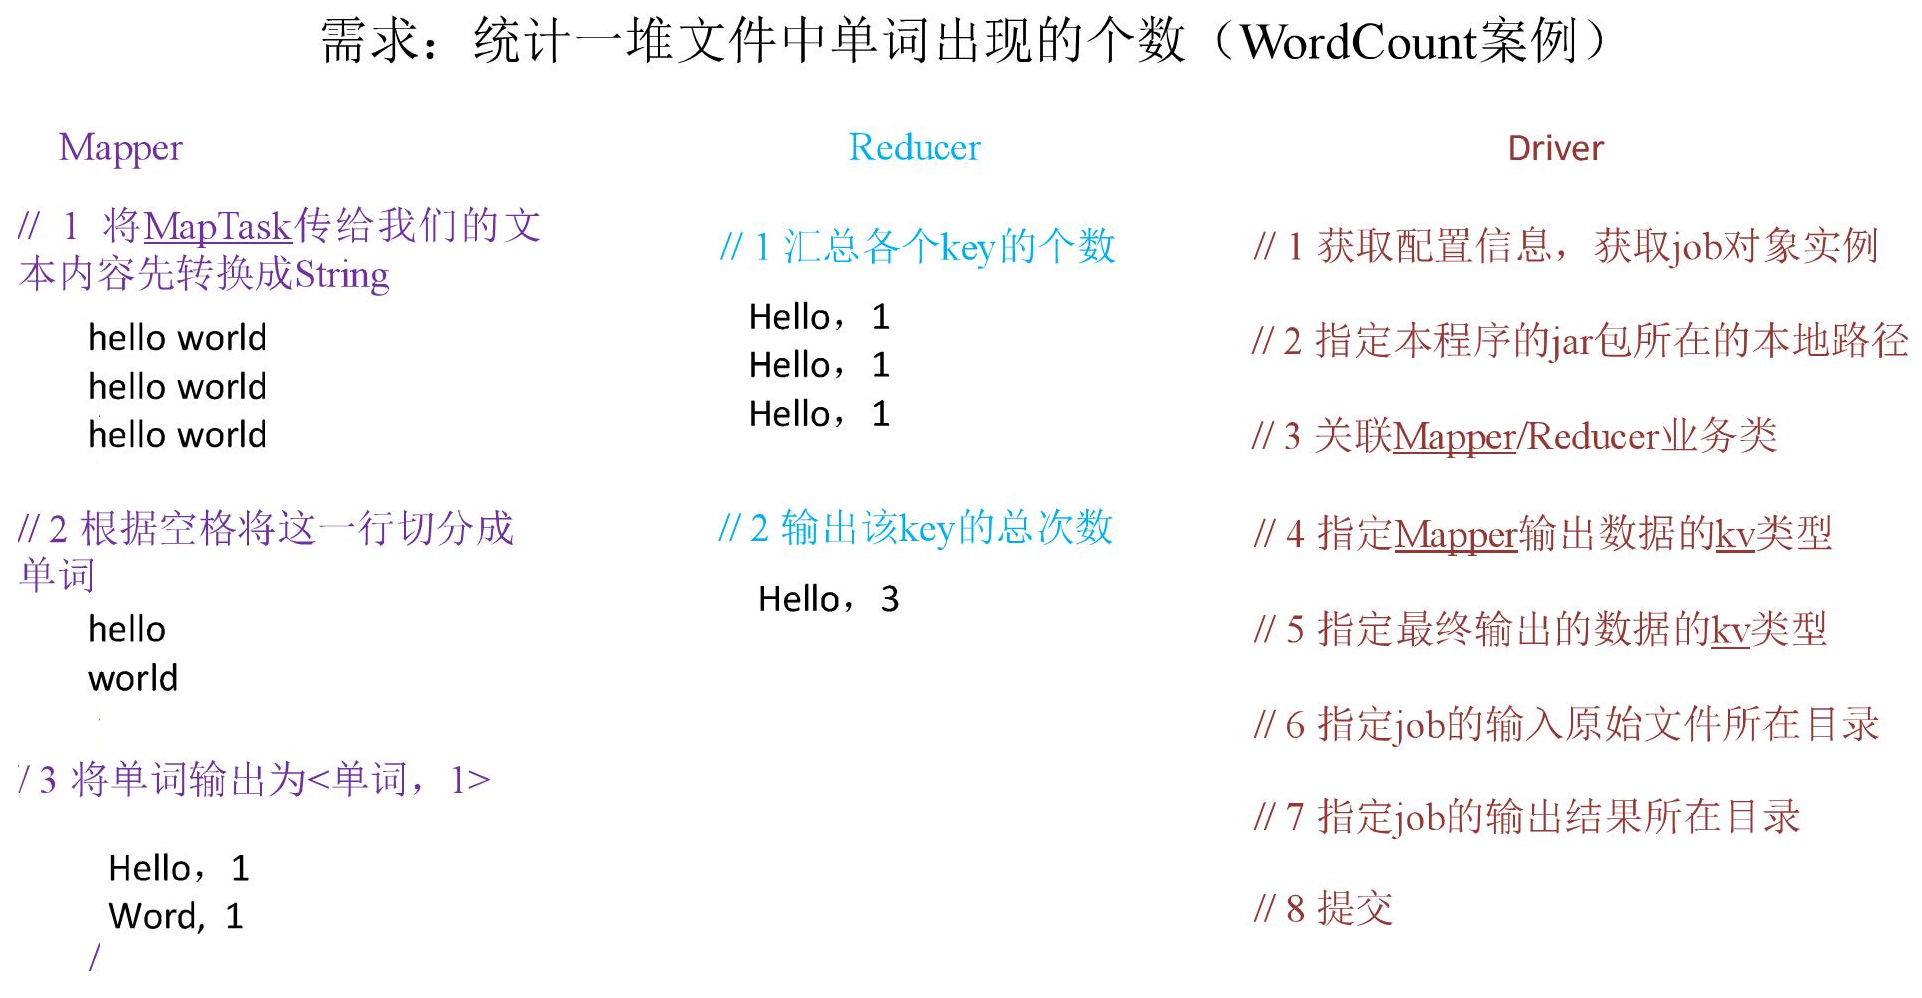 需求：统计一堆文件中单词出现的个数（WordCount案例）
Mapper
// 1 将MapTask传给我们的文
本内容先转换成String
hello world
hello world
hello world
// 2 根据空格将这一行切分成
单词
hello
world
/ 3 将单词输出为<单词，1>
Hello，1
Word, 1
/
Reducer
// 1 汇总各个key的个数
Hello，1
Hello，1
Hello，1
// 2 输出该key的总次数
Hello，3
Driver
// 1 获取配置信息，获取job对象实例
// 2 指定本程序的jar包所在的本地路径
// 3 关联Mapper/Reducer业务类
// 4 指定Mapper输出数据的kv类型
// 5 指定最终输出的数据的kv类型
// 6 指定job的输入原始文件所在目录
// 7 指定job的输出结果所在目录
// 8 提交